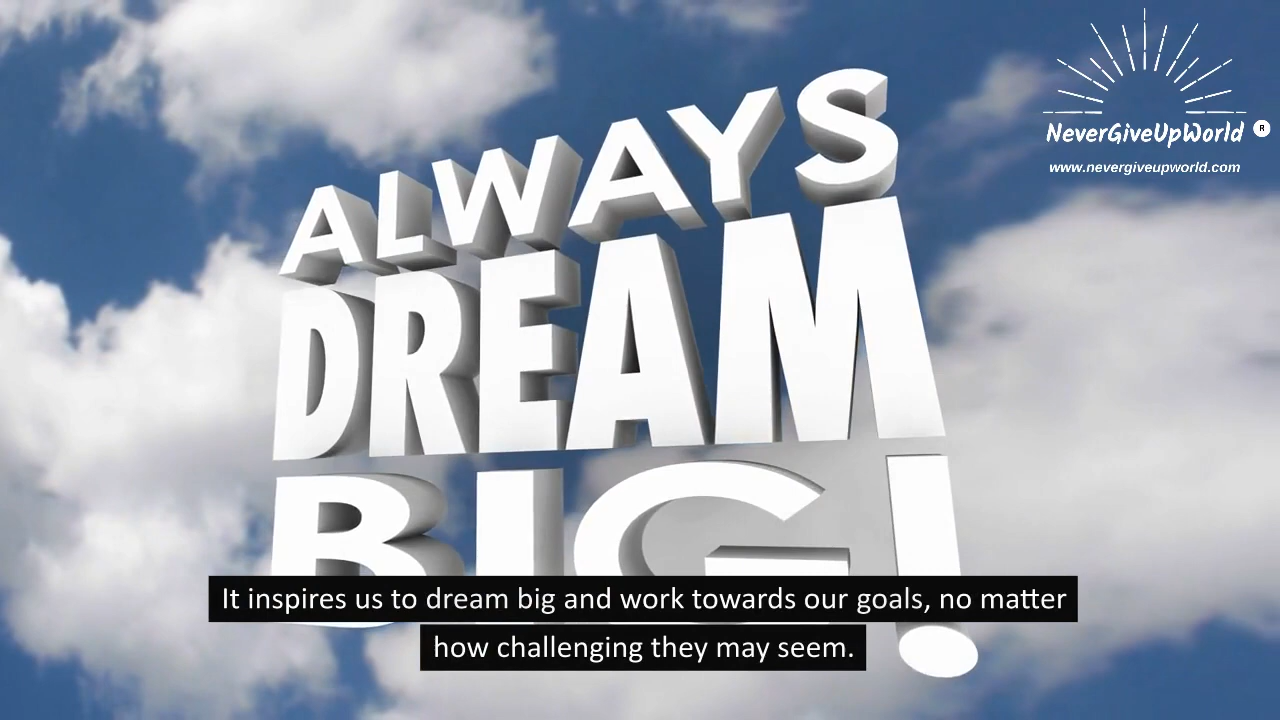 NeverGiveUpWorld ®
www.nevergiveupworld.com
ALWAYS
DREAM
BIG!
It inspires us to dream big and work towards our goals, no matter
how challenging they may seem.